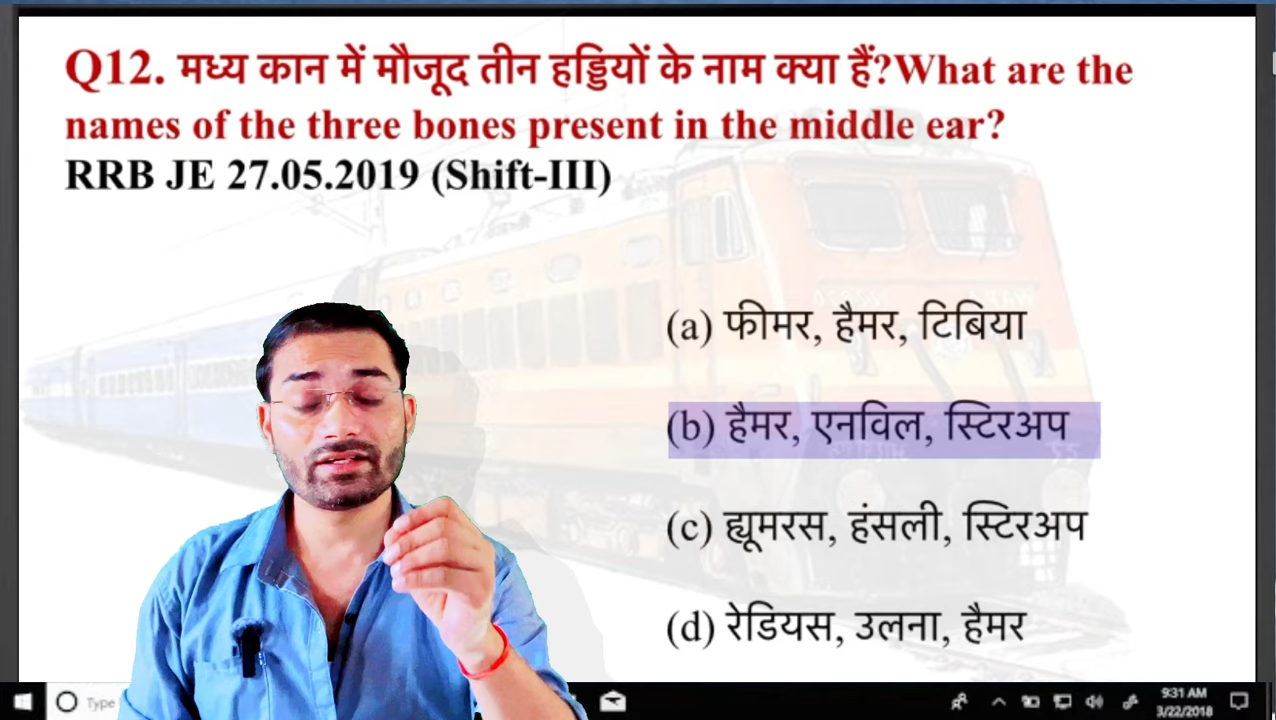 Q12. मध्य कान में मौजूद तीन हड्डियों के नाम क्या हैं?What are the
names of the three bones present in the middle ear?
RRB JE 27.05.2019 (Shift-III)
(a) फीमर, हैमर, टिबिया
(b) हैमर, एनविल, स्टिरअप
(c) ह्यूमरस, हंसली, स्टिरअप
(d) रेडियस, उलना, हैमर
Type
9:31 AM
3/22/2018